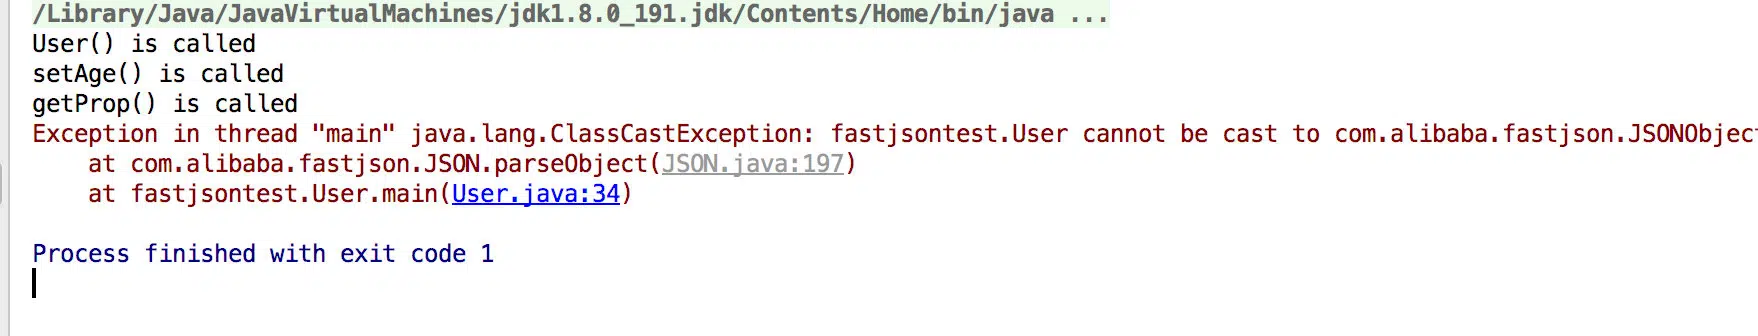 /Library/Java/JavaVirtualMachines/jdk1.8.0_191.jdk/Contents/Home/bin/java ...
User() is called
setAge() is called
getProp() is called
Exception in thread "main" java.lang.ClassCastException: fastjsontest.User cannot be cast to com.alibaba.fastjson.JSONObjec
at com.alibaba.fastjson.JSON.parseObject(JSON.java:197)
at fastjsontest.User.main(User.java:34)
Process finished with exit code 1